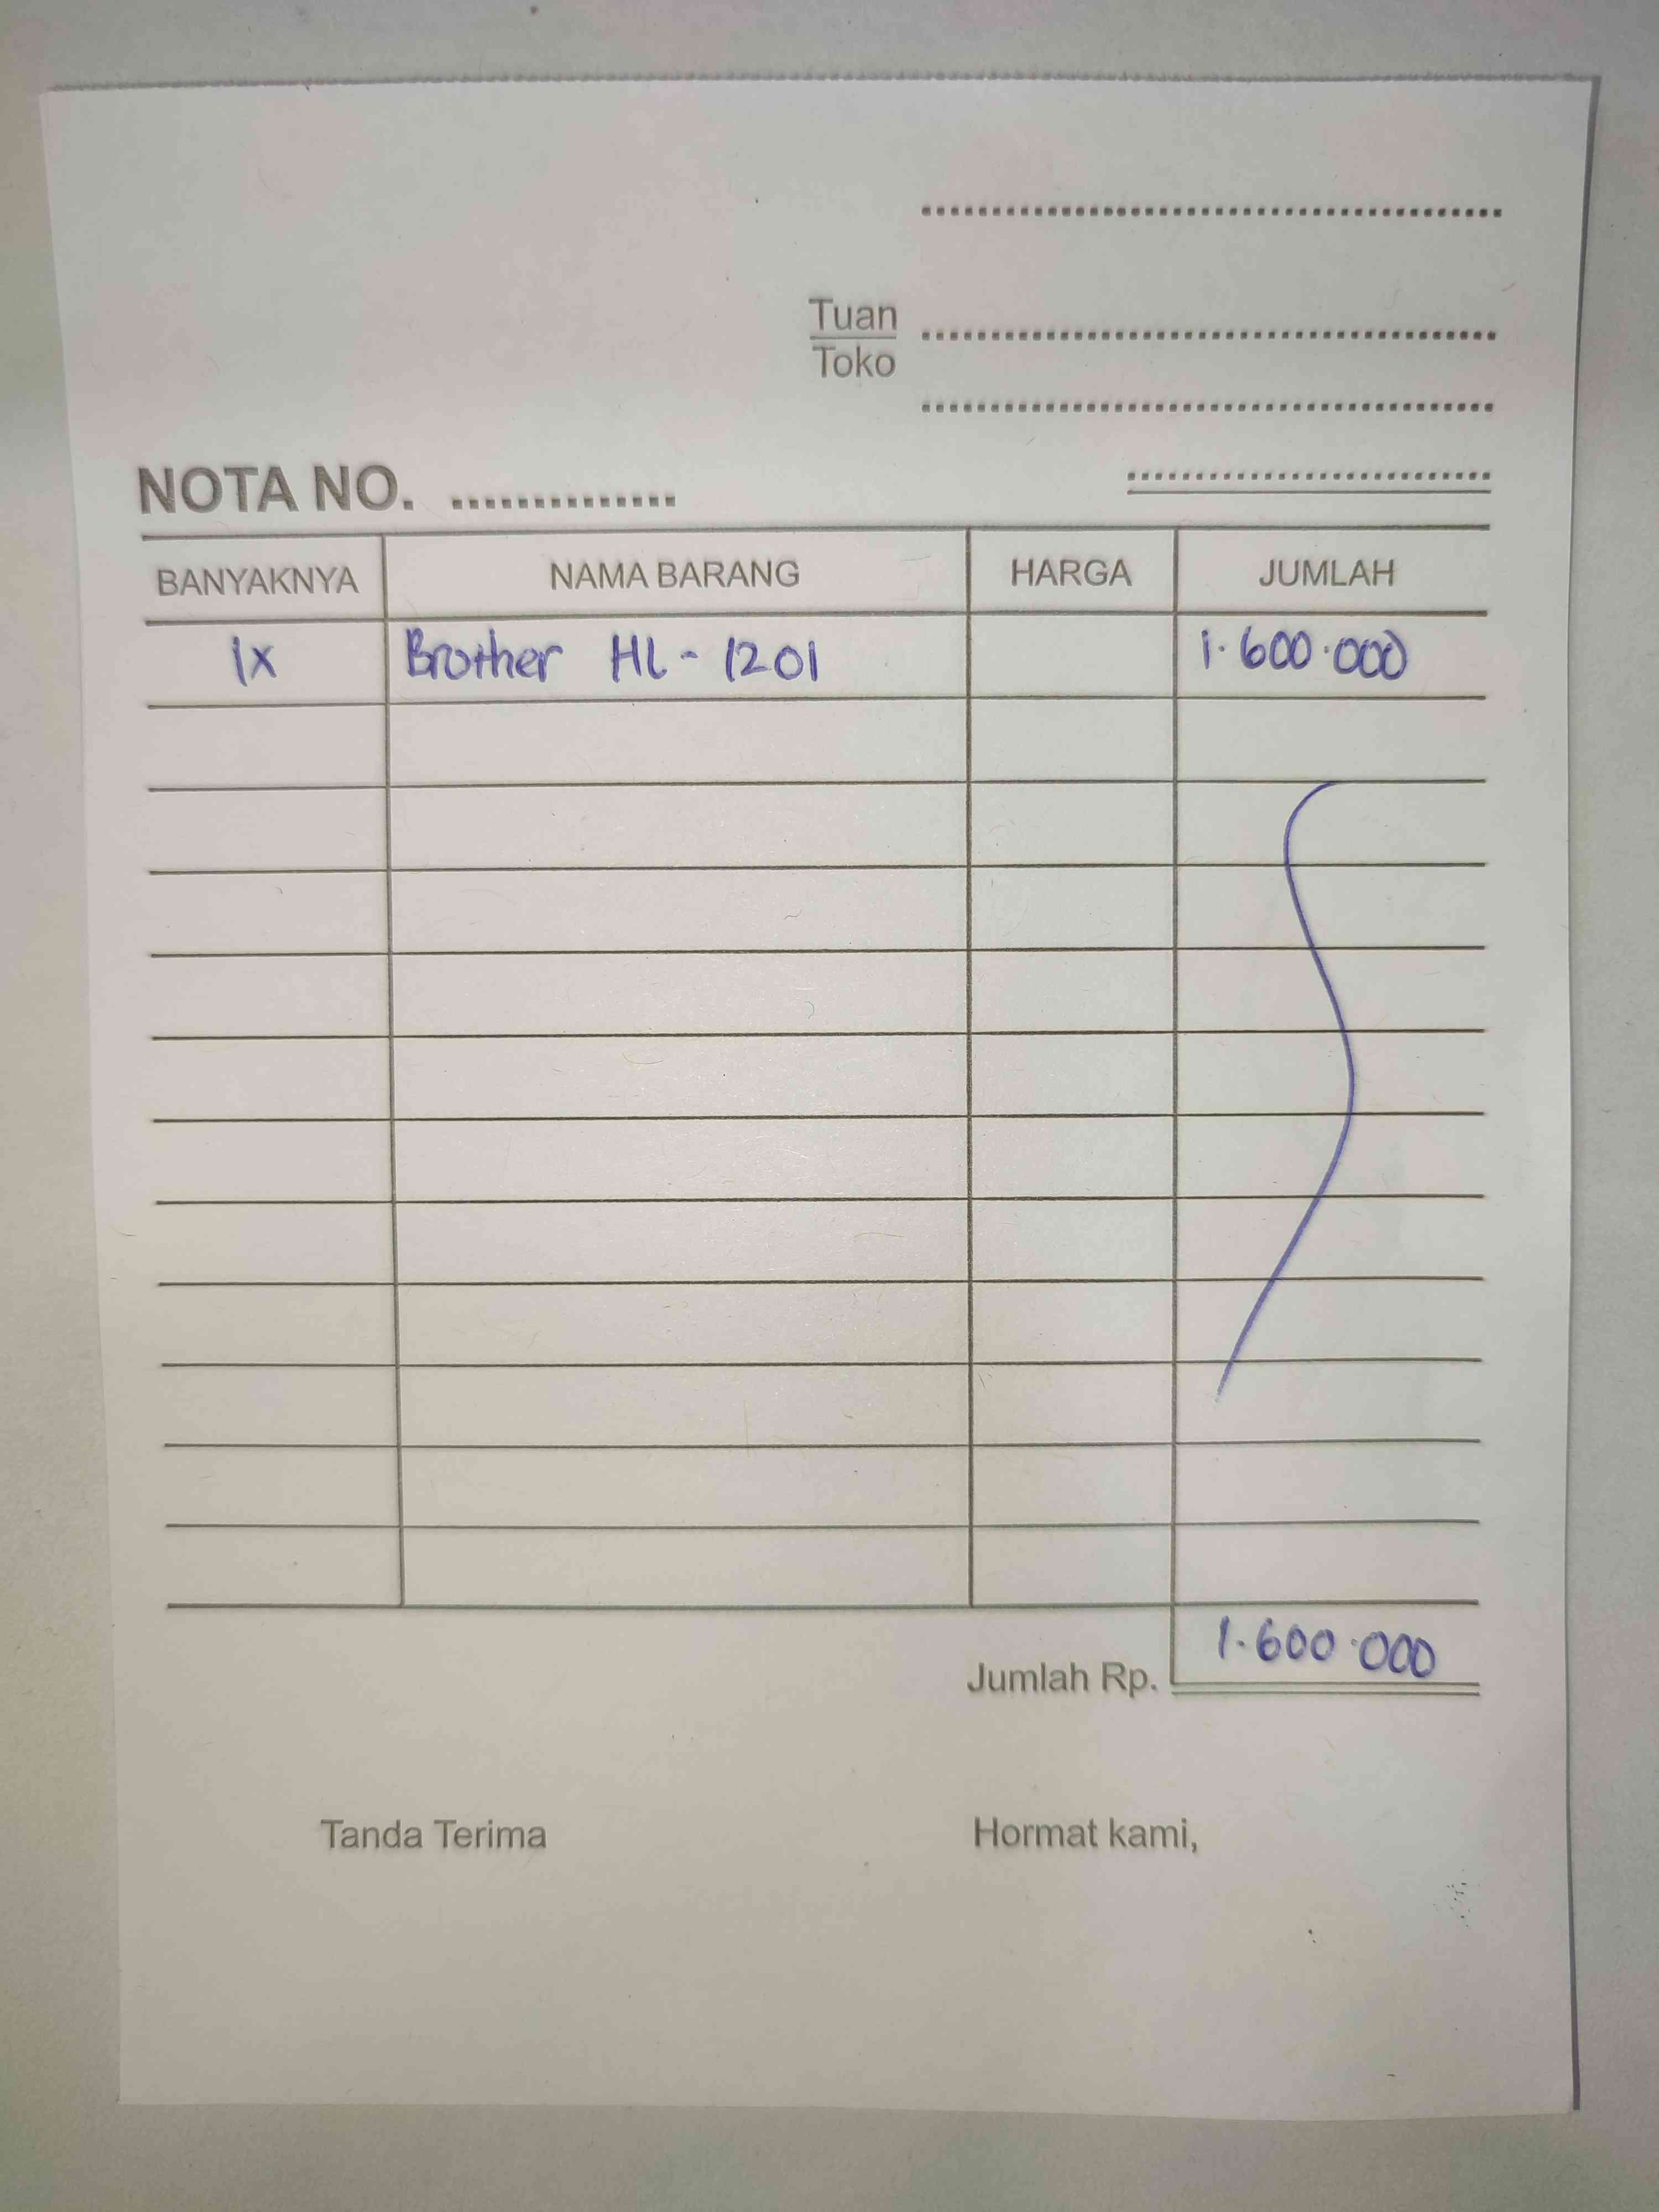 Tuan
Toko
NOTA NO. ..............
BANYAKNYA NAMA BARANG HARGA JUMLAH
1x Brother HL - 1201 1.600.000
Jumlah Rp. 1.600.000
Tanda Terima Hormat kami,